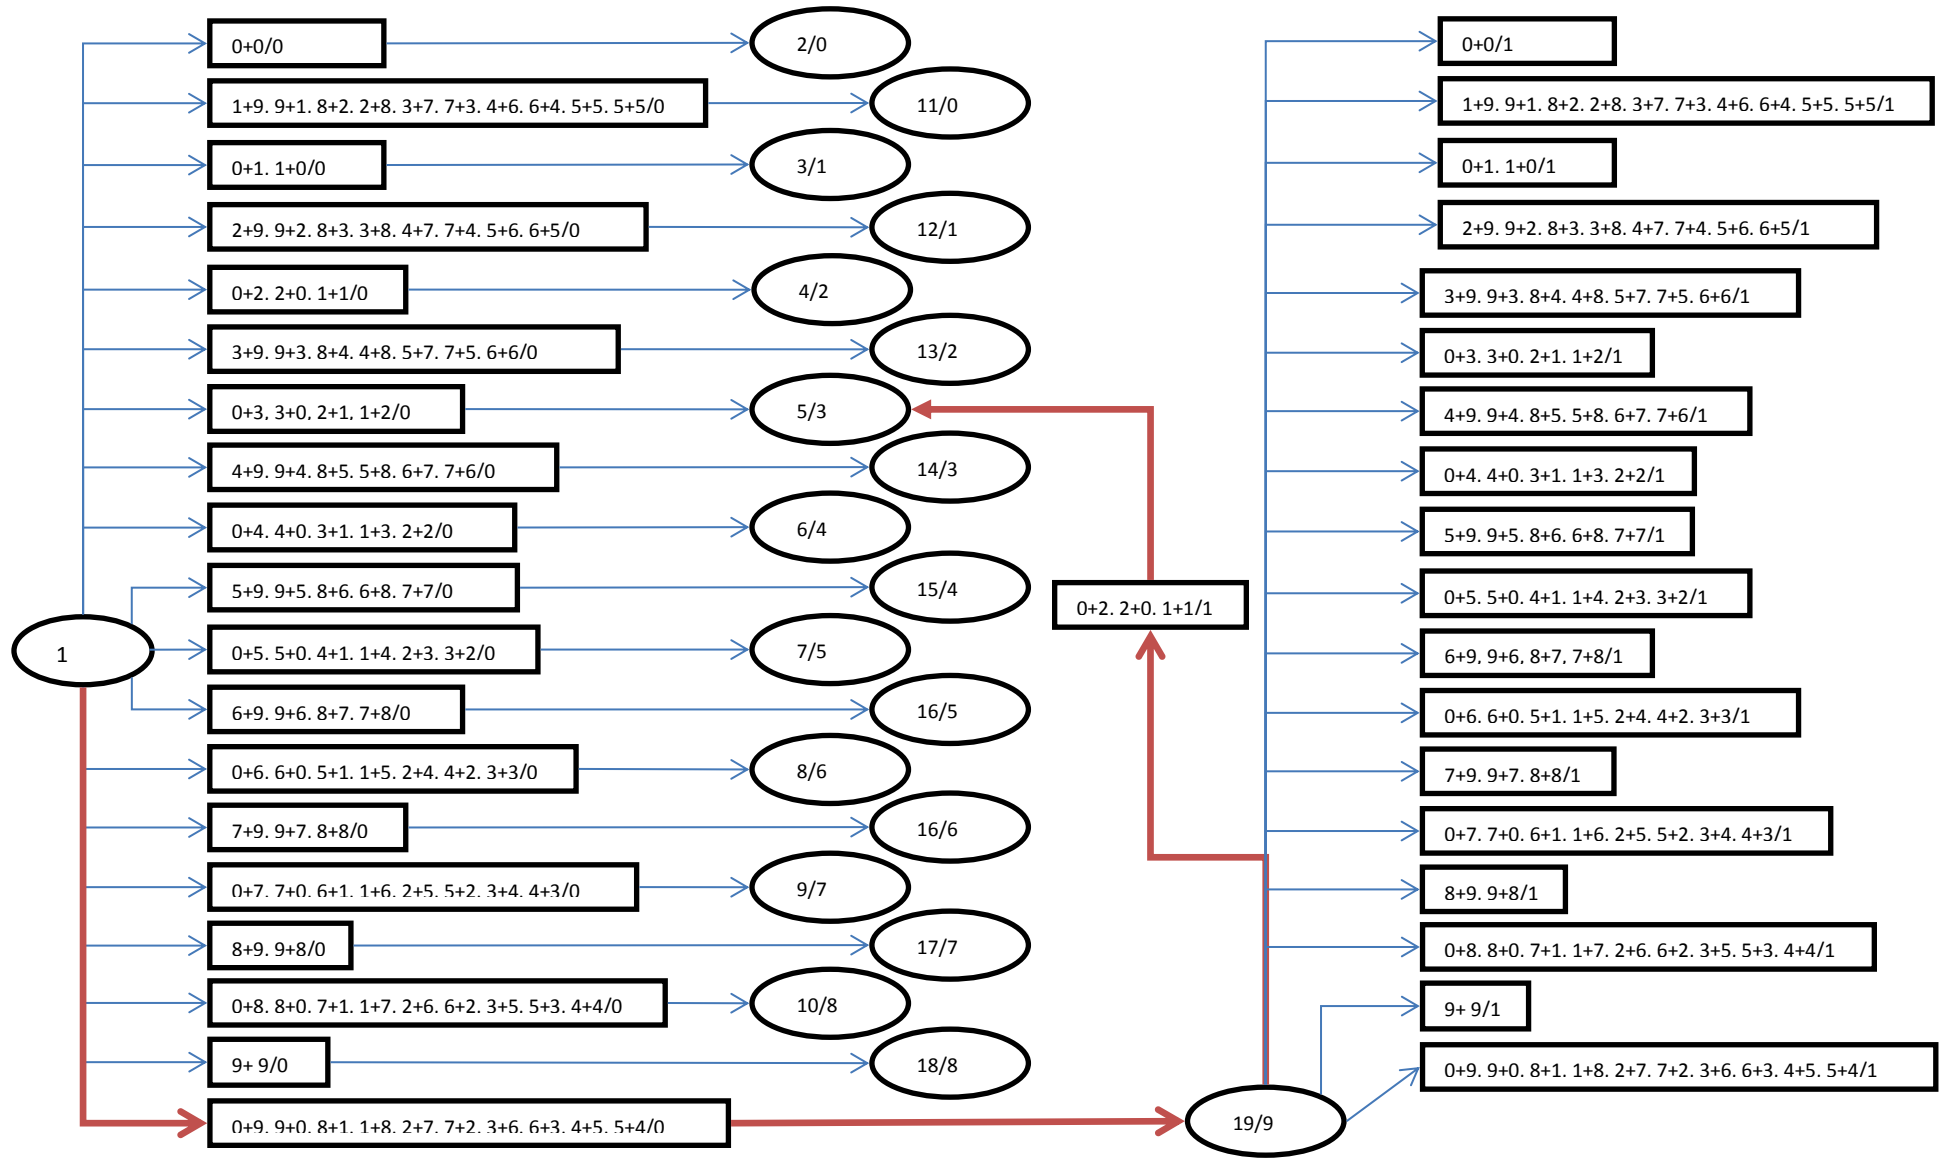 0+0/0
2/0
1+9. 9+1. 8+2. 2+8. 3+7. 7+3. 4+6. 6+4. 5+5. 5+5/0
11/0
0+1. 1+0/0
3/1
2+9. 9+2. 8+3. 3+8. 4+7. 7+4. 5+6. 6+5/0
12/1
0+2. 2+0. 1+1/0
4/2
3+9. 9+3. 8+4. 4+8. 5+7. 7+5. 6+6/0
13/2
0+3. 3+0. 2+1. 1+2/0
5/3
4+9. 9+4. 8+5. 5+8. 6+7. 7+6/0
14/3
0+4. 4+0. 3+1. 1+3. 2+2/0
6/4
5+9. 9+5. 8+6. 6+8. 7+7/0
15/4
1
0+5. 5+0. 4+1. 1+4. 2+3. 3+2/0
7/5
6+9. 9+6. 8+7. 7+8/0
16/5
0+6. 6+0. 5+1. 1+5. 2+4. 4+2. 3+3/0
8/6
7+9. 9+7. 8+8/0
16/6
0+7. 7+0. 6+1. 1+6. 2+5. 5+2. 3+4. 4+3/0
9/7
8+9. 9+8/0
17/7
0+8. 8+0. 7+1. 1+7. 2+6. 6+2. 3+5. 5+3. 4+4/0
10/8
9+ 9/0
18/8
0+9. 9+0. 8+1. 1+8. 2+7. 7+2. 3+6. 6+3. 4+5. 5+4/0
19/9
0+2. 2+0. 1+1/1
0+0/1
1+9. 9+1. 8+2. 2+8. 3+7. 7+3. 4+6. 6+4. 5+5. 5+5/1
0+1. 1+0/1
2+9. 9+2. 8+3. 3+8. 4+7. 7+4. 5+6. 6+5/1
3+9. 9+3. 8+4. 4+8. 5+7. 7+5. 6+6/1
0+3. 3+0. 2+1. 1+2/1
4+9. 9+4. 8+5. 5+8. 6+7. 7+6/1
0+4. 4+0. 3+1. 1+3. 2+2/1
5+9. 9+5. 8+6. 6+8. 7+7/1
0+5. 5+0. 4+1. 1+4. 2+3. 3+2/1
6+9. 9+6. 8+7. 7+8/1
0+6. 6+0. 5+1. 1+5. 2+4. 4+2. 3+3/1
7+9. 9+7. 8+8/1
0+7. 7+0. 6+1. 1+6. 2+5. 5+2. 3+4. 4+3/1
8+9. 9+8/1
0+8. 8+0. 7+1. 1+7. 2+6. 6+2. 3+5. 5+3. 4+4/1
9+ 9/1
0+9. 9+0. 8+1. 1+8. 2+7. 7+2. 3+6. 6+3. 4+5. 5+4/1